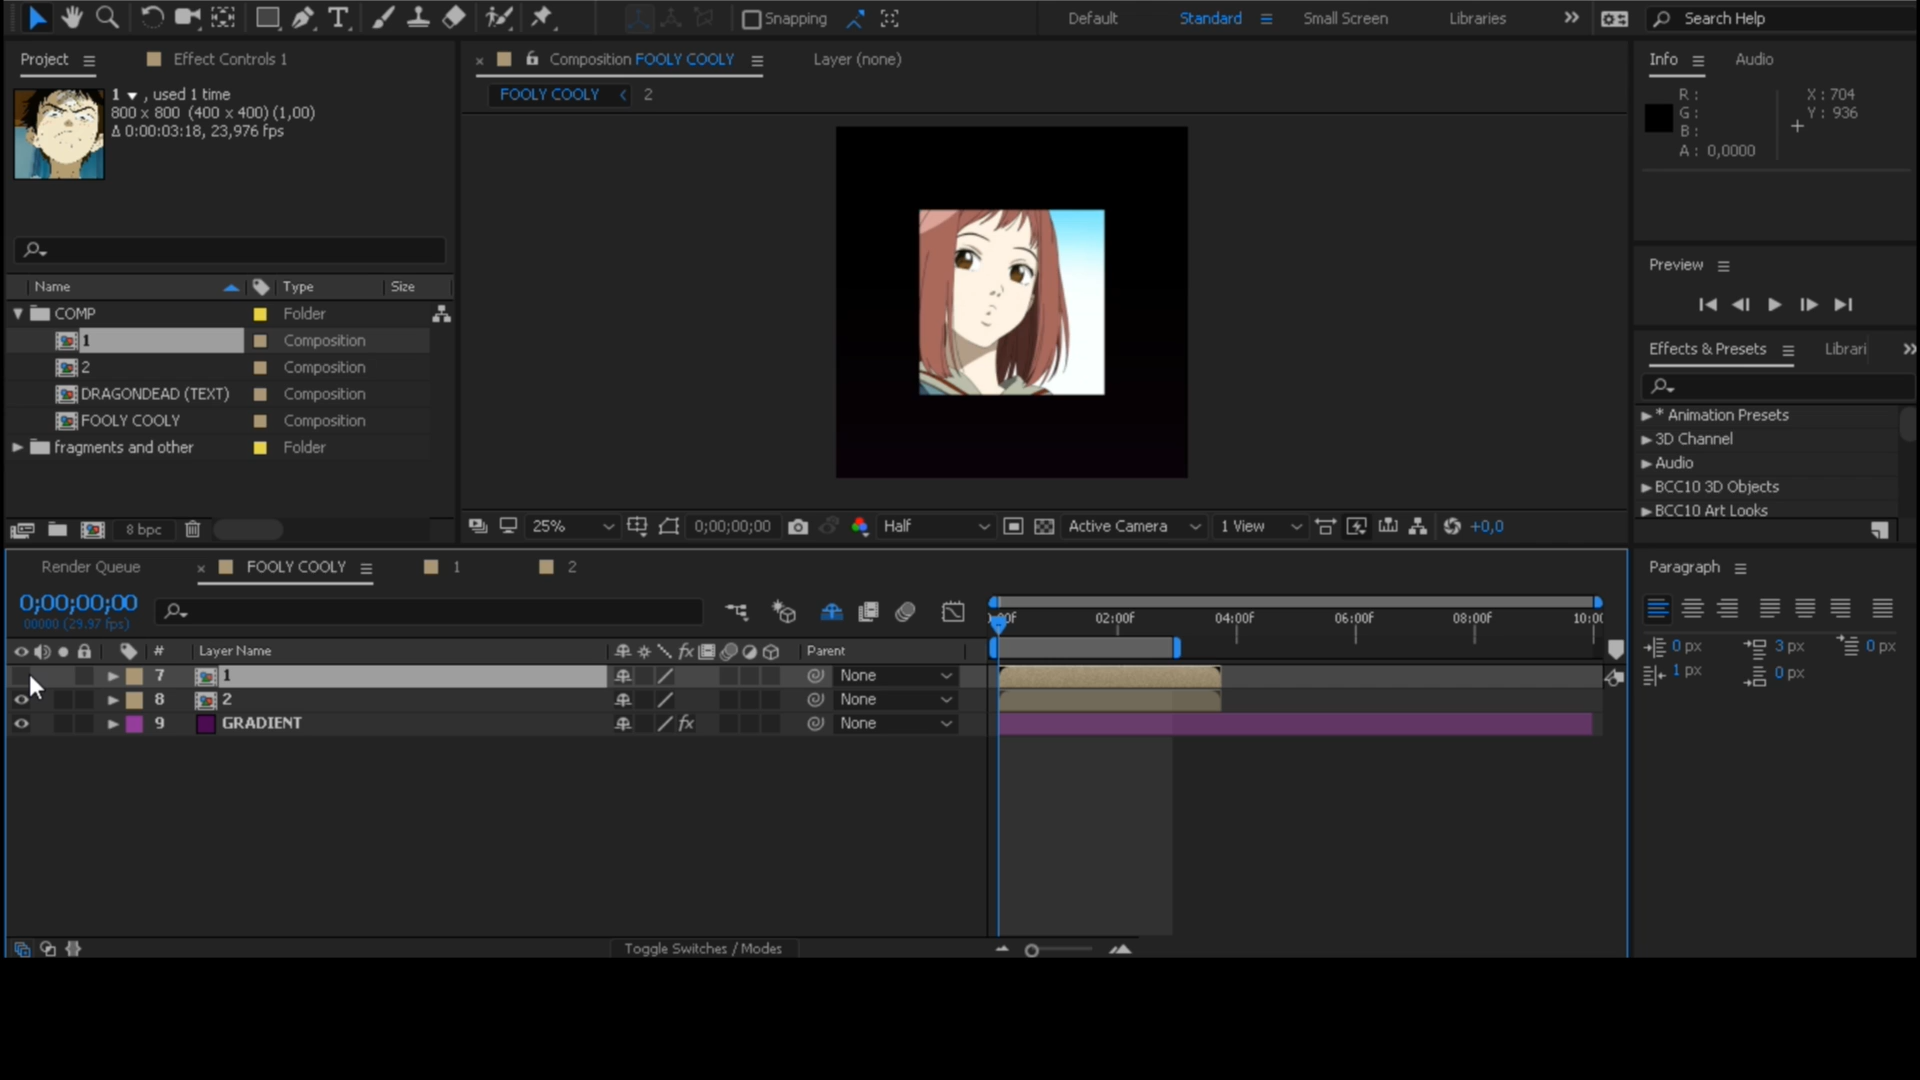 Snapping
Default
Standard
Small Screen
Libraries
Search Help
Project
Effect Controls 1
Composition FOOLY COOLY
Layer (none)
Info
Audio
1 , used 1 time
800 x 800 (400 x 400) (1,00)
Δ 0:00:03:18, 23,976 fps
FOOLY COOLY
2
R :
G :
B :
A : 0,0000
X : 704
Y : 936
Name
Type
Size
COMP
Folder
1
Composition
2
Composition
DRAGONDEAD (TEXT)
Composition
FOOLY COOLY
Composition
fragments and other
Folder
Preview
Effects & Presets
Librari
* Animation Presets
3D Channel
Audio
BCC10 3D Objects
BCC10 Art Looks
8 bpc
25%
0;00;00;00
Half
Active Camera
1 View
+0,0
Render Queue
FOOLY COOLY
1
2
Paragraph
0;00;00;00
00000 (29.97 fps)
02:00f
04:00f
06:00f
08:00f
0 px
3 px
0 px
1 px
0 px
#
Layer Name
fx
Parent
7
1
None
8
2
None
9
GRADIENT
fx
None
Toggle Switches / Modes